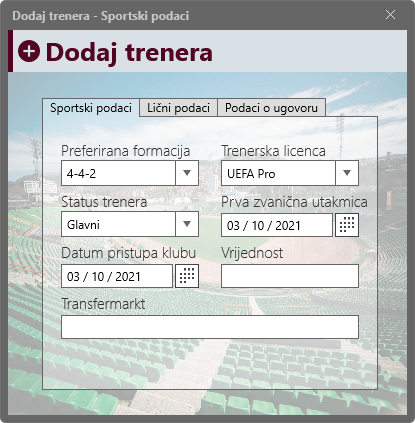 Dodaj trenera - Sportski podaci
Dodaj trenera
Sportski podaci Lični podaci Podaci o ugovoru
Preferirana formacija Trenerska licenca
4-4-2 UEFA Pro
Status trenera Prva zvanična utakmica
Glavni 03 / 10 / 2021
Datum pristupa klubu Vrijednost
03 / 10 / 2021
Transfermarkt